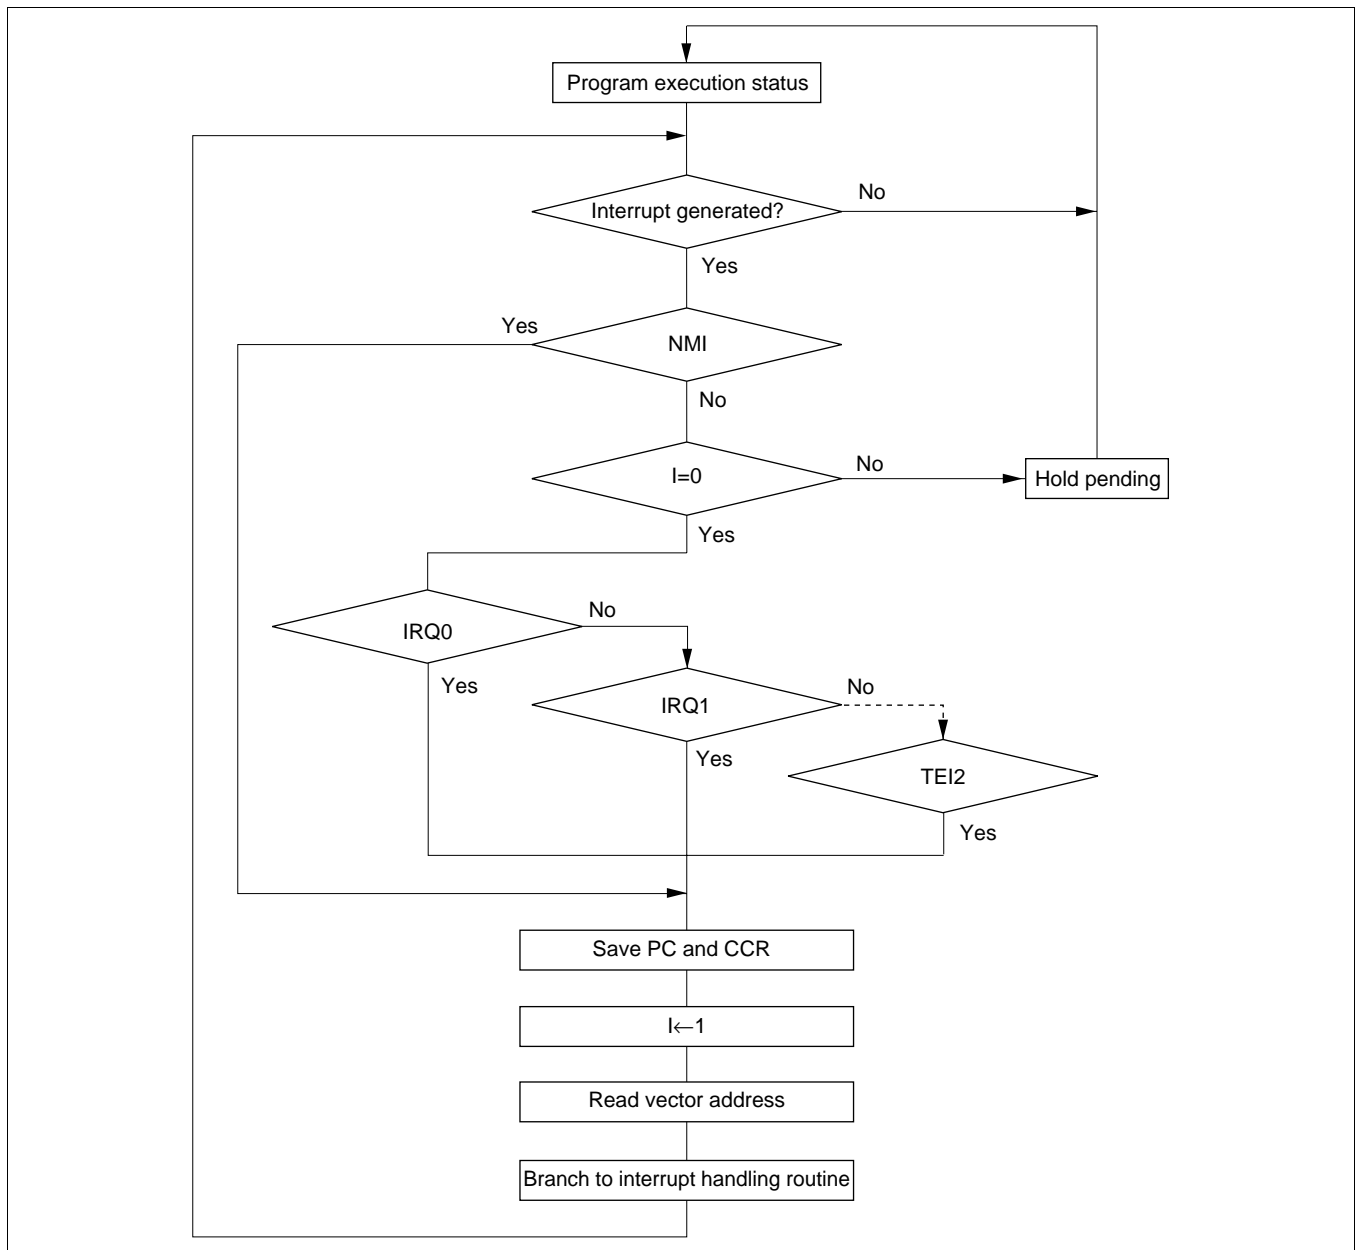 Program execution status
Interrupt generated?
No
Yes
Yes
NMI
No
I=0
No
Hold pending
Yes
IRQ0
No
Yes
IRQ1
No
Yes
TEI2
Yes
Save PC and CCR
I←1
Read vector address
Branch to interrupt handling routine